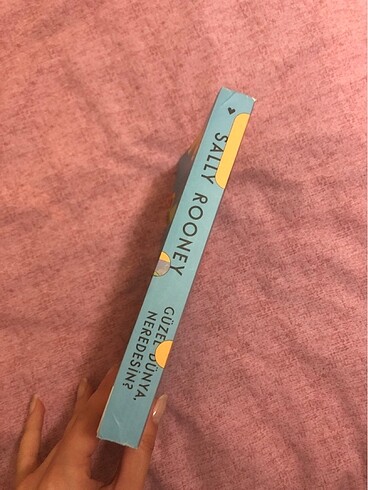 SALLY ROONEY
GÜZEL DÜNYA,
NEREDESİN?